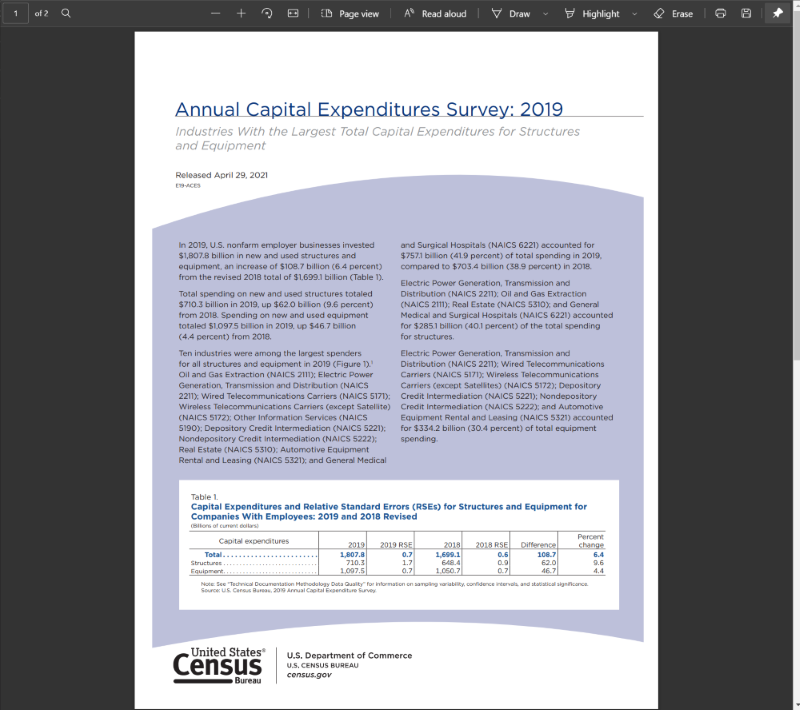 1 of 2 Page view Read aloud Draw Highlight Erase
Annual Capital Expenditures Survey: 2019
Industries With the Largest Total Capital Expenditures for Structures
and Equipment
Released April 29, 2021
E19-ACES
In 2019, U.S. nonfarm employer businesses invested
$1,807.8 billion in new and used structures and
equipment, an increase of $108.7 billion (6.4 percent)
from the revised 2018 total of $1,699.1 billion (Table 1).
Total spending on new and used structures totaled
$710.3 billion in 2019, up $62.0 billion (9.6 percent)
from 2018. Spending on new and used equipment
totaled $1,097.5 billion in 2019, up $46.7 billion
(4.4 percent) from 2018.
Ten industries were among the largest spenders
for all structures and equipment in 2019 (Figure 1).¹
Oil and Gas Extraction (NAICS 2111); Electric Power
Generation, Transmission and Distribution (NAICS
2211); Wired Telecommunications Carriers (NAICS 5171);
Wireless Telecommunications Carriers (except Satellite)
(NAICS 5172); Other Information Services (NAICS
5190); Depository Credit Intermediation (NAICS 5221);
Nondepository Credit Intermediation (NAICS 5222);
Real Estate (NAICS 5310); Automotive Equipment
Rental and Leasing (NAICS 5321); and General Medical
and Surgical Hospitals (NAICS 6221) accounted for
$757.1 billion (41.9 percent) of total spending in 2019,
compared to $703.4 billion (38.9 percent) in 2018.
Electric Power Generation, Transmission and
Distribution (NAICS 2211); Oil and Gas Extraction
(NAICS 2111); Real Estate (NAICS 5310); and General
Medical and Surgical Hospitals (NAICS 6221) accounted
for $285.1 billion (40.1 percent) of the total spending
for structures.
Electric Power Generation, Transmission and
Distribution (NAICS 2211); Wired Telecommunications
Carriers (NAICS 5171); Wireless Telecommunications
Carriers (except Satellites) (NAICS 5172); Depository
Credit Intermediation (NAICS 5221); Nondepository
Credit Intermediation (NAICS 5222); and Automotive
Equipment Rental and Leasing (NAICS 5321) accounted
for $334.2 billion (30.4 percent) of total equipment
spending.
Table 1.
Capital Expenditures and Relative Standard Errors (RSEs) for Structures and Equipment for
Companies With Employees: 2019 and 2018 Revised
(Billions of current dollars)
Capital expenditures 2019 2019 RSE 2018 2018 RSE Difference Percent change
Total 1,807.8 0.7 1,699.1 0.6 108.7 6.4
Structures 710.3 1.7 648.4 0.9 62.0 9.6
Equipment 1,097.5 0.7 1,050.7 0.7 46.7 4.4
Note: See "Technical Documentation Methodology Data Quality" for information on sampling variability, confidence intervals, and statistical significance.
Source: U.S. Census Bureau, 2019 Annual Capital Expenditure Survey.
United States®
Census
Bureau
U.S. Department of Commerce
U.S. CENSUS BUREAU
census.gov